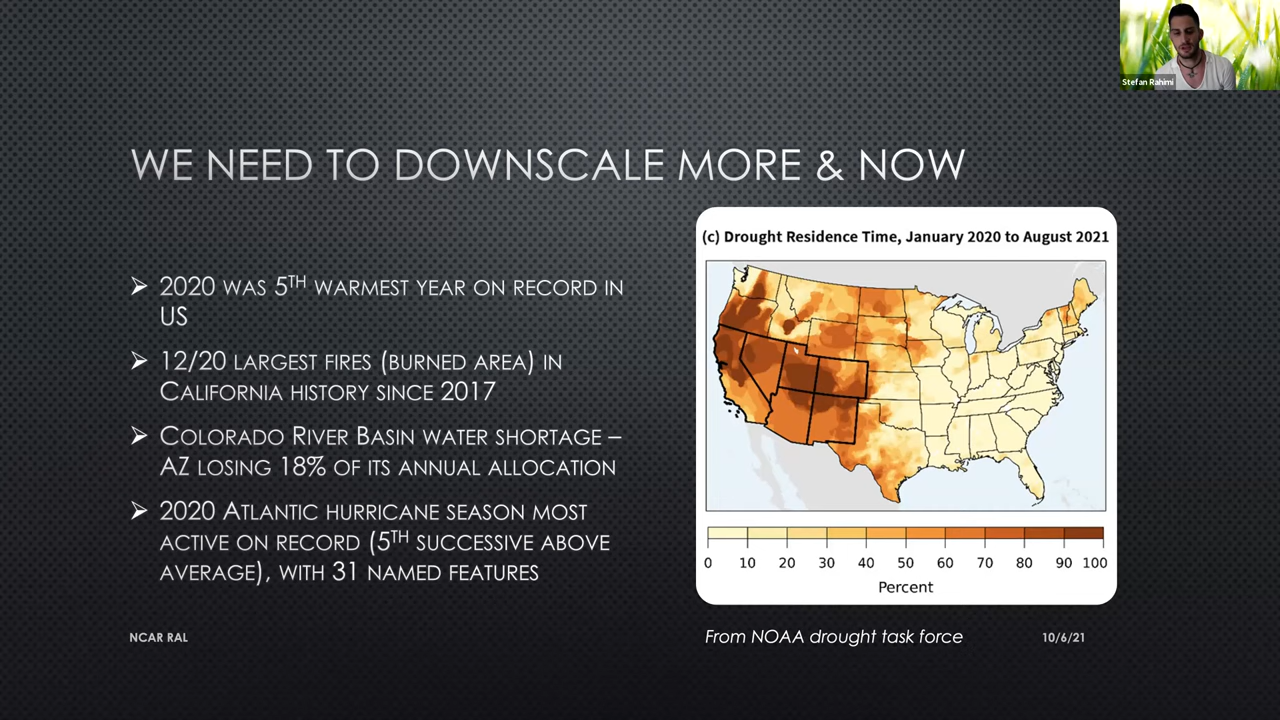 Stefan Rahimi
WE NEED TO DOWNSCALE MORE & NOW
➢ 2020 WAS 5TH WARMEST YEAR ON RECORD IN
US
➢ 12/20 LARGEST FIRES (BURNED AREA) IN
CALIFORNIA HISTORY SINCE 2017
➢ COLORADO RIVER BASIN WATER SHORTAGE –
AZ LOSING 18% OF ITS ANNUAL ALLOCATION
➢ 2020 ATLANTIC HURRICANE SEASON MOST
ACTIVE ON RECORD (5TH SUCCESSIVE ABOVE
AVERAGE), WITH 31 NAMED FEATURES
(c) Drought Residence Time, January 2020 to August 2021
0 10 20 30 40 50 60 70 80 90 100
Percent
NCAR RAL
From NOAA drought task force
10/6/21